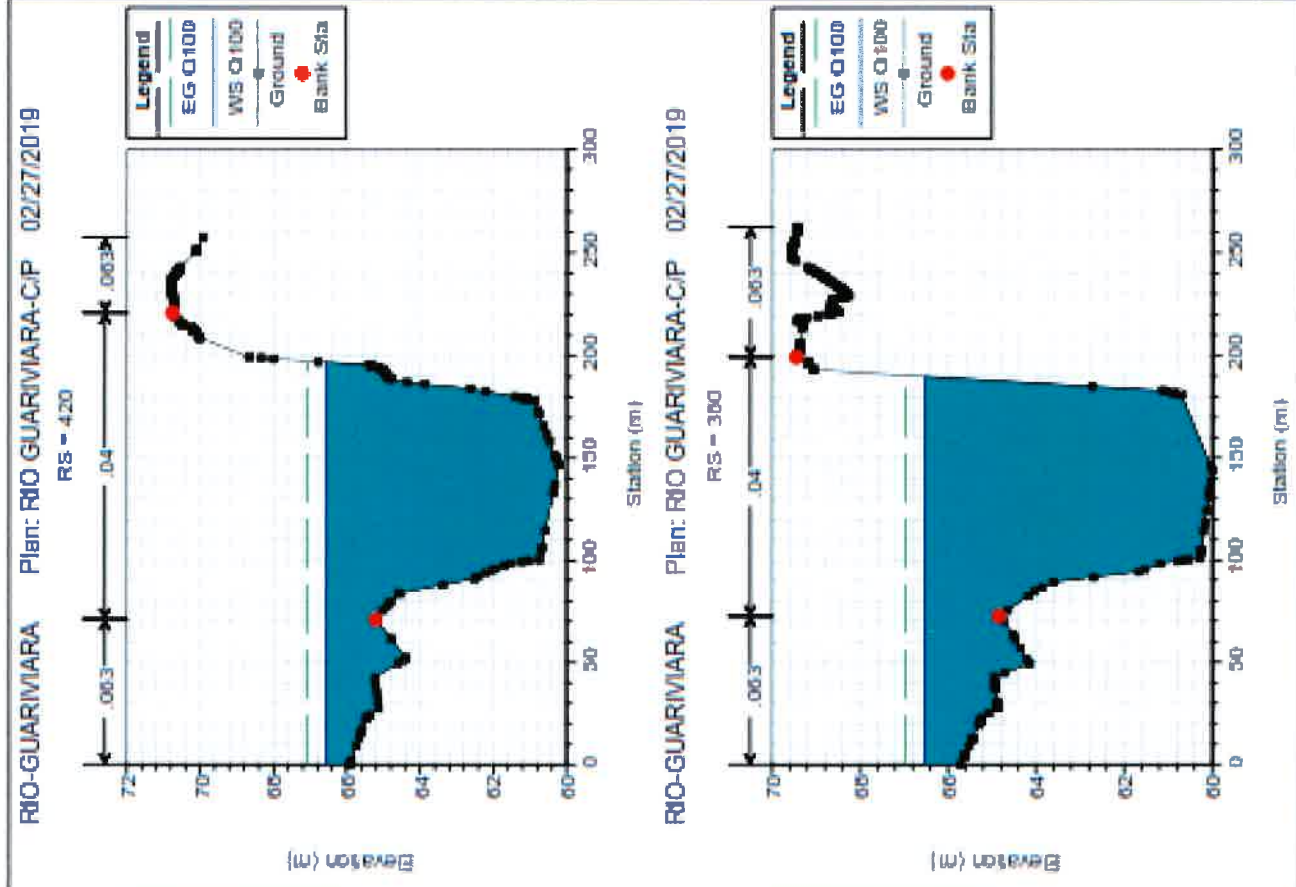 RIO-GUARIVIARA Plan: RIO GUARIVIARA-C/P 02/27/2019
RS = 420
.063
.04
.063
Legend
EG Q100
WS Q100
Ground
Bank Sta
72
70
68
66
64
62
60
Elevation (m)
0
50
100
150
200
250
300
Station (m)
RIO-GUARIVIARA Plan: RIO GUARIVIARA-C/P 02/27/2019
RS = 380
.063
.04
.063
Legend
EG Q100
WS Q100
Ground
Bank Sta
70
68
66
64
62
60
Elevation (m)
0
50
100
150
200
250
300
Station (m)